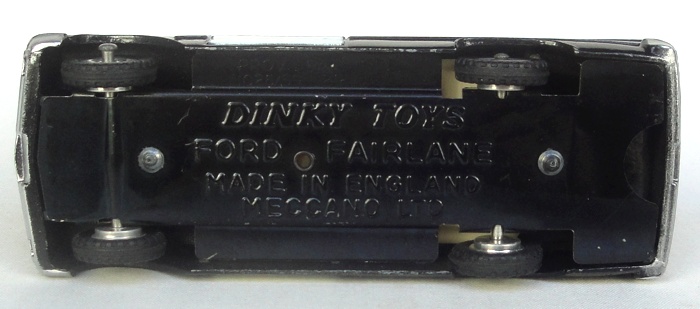 DINKY TOYS
FORD FAIRLANE
MADE IN ENGLAND
MECCANO LTD